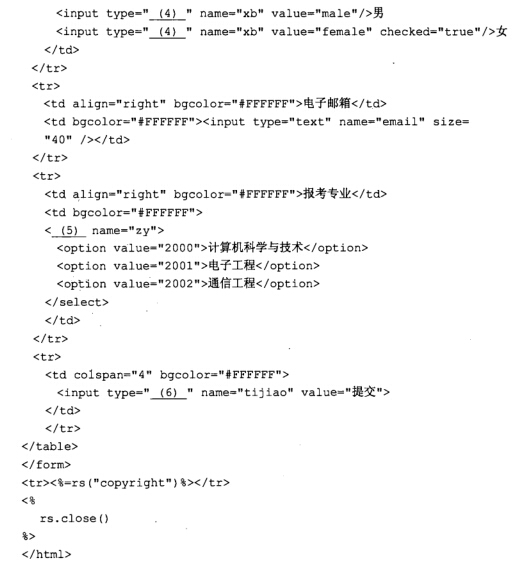 <input type="(4)" name="xb" value="male"/>男
<input type="(4)" name="xb" value="female" checked="true"/>女
</td>
</tr>
<tr>
<td align="right" bgcolor="#FFFFFF">电子邮箱</td>
<td bgcolor="#FFFFFF"><input type="text" name="email" size=
"40" /></td>
</tr>
<tr>
<td align="right" bgcolor="#FFFFFF">报考专业</td>
<td bgcolor="#FFFFFF">
< (5) name="zy">
<option value="2000">计算机科学与技术</option>
<option value="2001">电子工程</option>
<option value="2002">通信工程</option>
</select>
</td>
</tr>
<tr>
<td colspan="4" bgcolor="#FFFFFF">
<input type="(6)" name="tijiao" value="提交">
</td>
</tr>
</table>
</form>
<tr><%=rs("copyright")%></tr>
<%
rs.close()
%>
</html>